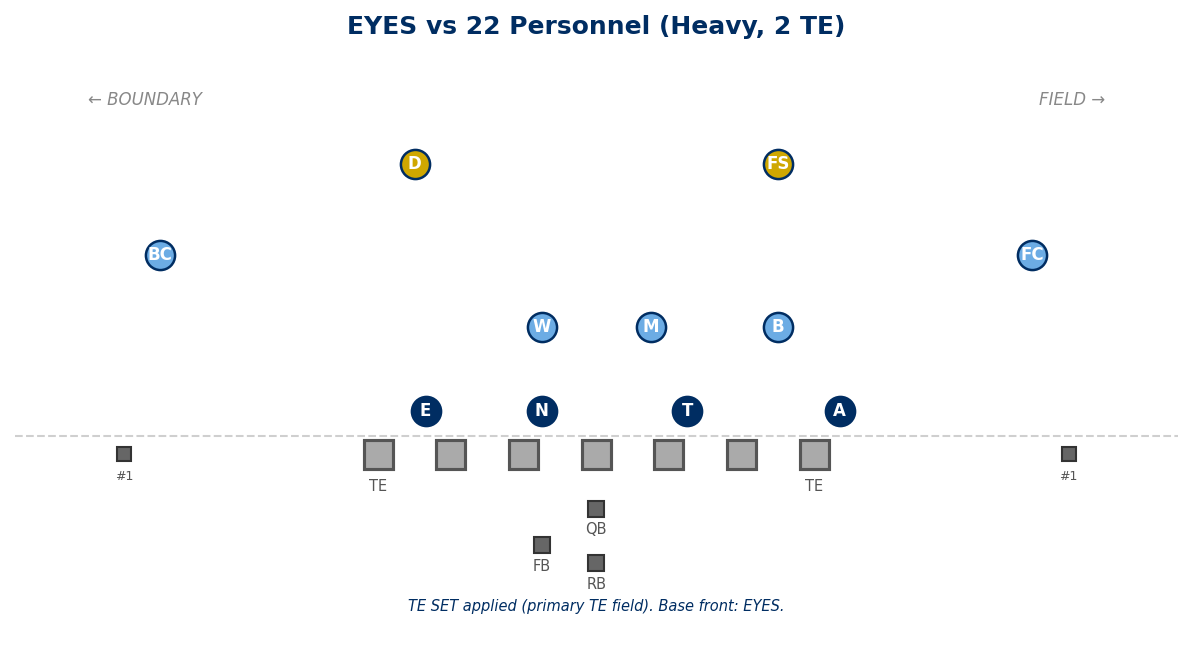 EYES vs 22 Personnel (Heavy, 2 TE)
← BOUNDARY
FIELD →
D
FS
BC
FC
W
M
B
E
N
T
A
#1
TE
TE
#1
QB
FB
RB
TE SET applied (primary TE field). Base front: EYES.